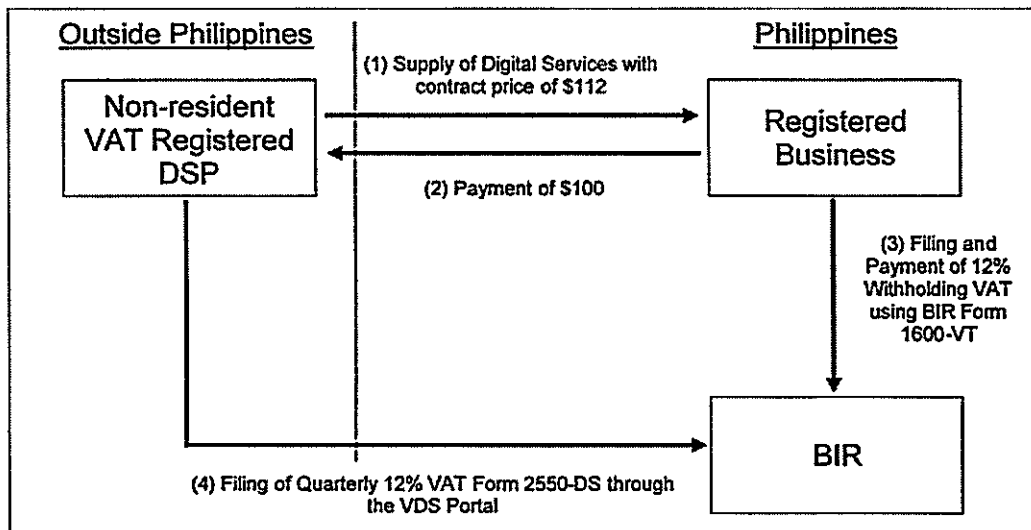 Outside Philippines
Philippines
(1) Supply of Digital Services with
contract price of $112
Non-resident
VAT Registered
DSP
Registered
Business
(2) Payment of $100
(3) Filing and
Payment of 12%
Withholding VAT
using BIR Form
1600-VT
BIR
(4) Filing of Quarterly 12% VAT Form 2550-DS through
the VDS Portal